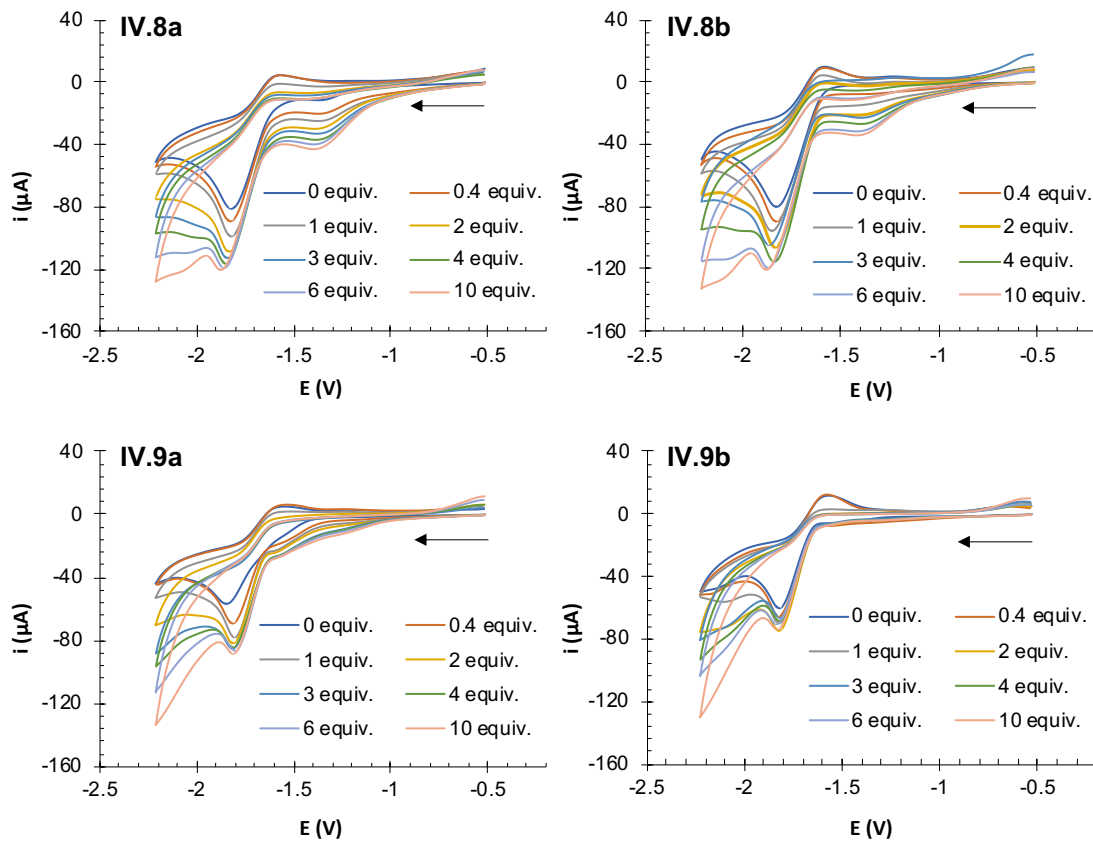 IV.8a
40
0
-40
-80
-120
-160
i (µA)
0 equiv.
0.4 equiv.
1 equiv.
2 equiv.
3 equiv.
4 equiv.
6 equiv.
10 equiv.
-2.5
-2
-1.5
-1
-0.5
E (V)
IV.8b
40
0
-40
-80
-120
-160
i (µA)
0 equiv.
0.4 equiv.
1 equiv.
2 equiv.
3 equiv.
4 equiv.
6 equiv.
10 equiv.
-2.5
-2
-1.5
-1
-0.5
E (V)
IV.9a
40
0
-40
-80
-120
-160
i (µA)
0 equiv.
0.4 equiv.
1 equiv.
2 equiv.
3 equiv.
4 equiv.
6 equiv.
10 equiv.
-2.5
-2
-1.5
-1
-0.5
E (V)
IV.9b
40
0
-40
-80
-120
-160
i (µA)
0 equiv.
0.4 equiv.
1 equiv.
2 equiv.
3 equiv.
4 equiv.
6 equiv.
10 equiv.
-2.5
-2
-1.5
-1
-0.5
E (V)